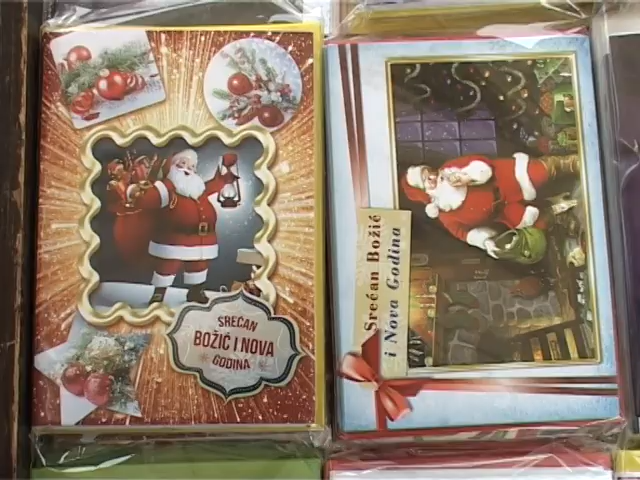 SREĆAN
BOŽIĆ I NOVA
GODINA
Srećan Božić
i Nova Godina